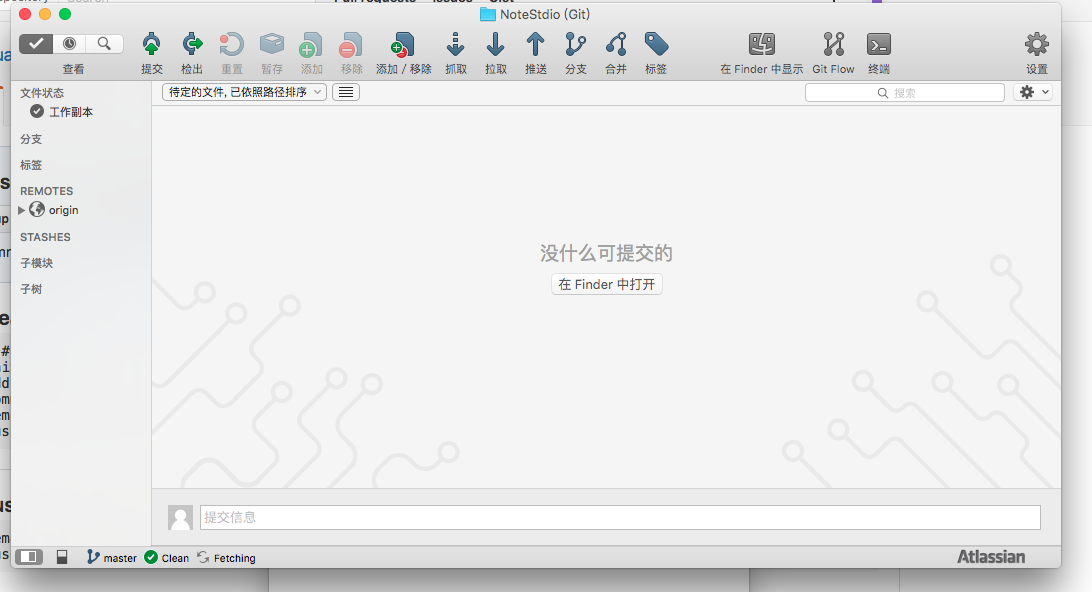 NoteStdio (Git)
查看
提交
检出
重置
暂存
添加
移除
添加 / 移除
抓取
拉取
推送
分支
合并
标签
在 Finder 中显示
Git Flow
终端
设置
文件状态
待定的文件, 已依照路径排序
搜索
工作副本
分支
标签
REMOTES
origin
STASHES
子模块
子树
没什么可提交的
在 Finder 中打开
提交信息
master
Clean
Fetching
Atlassian